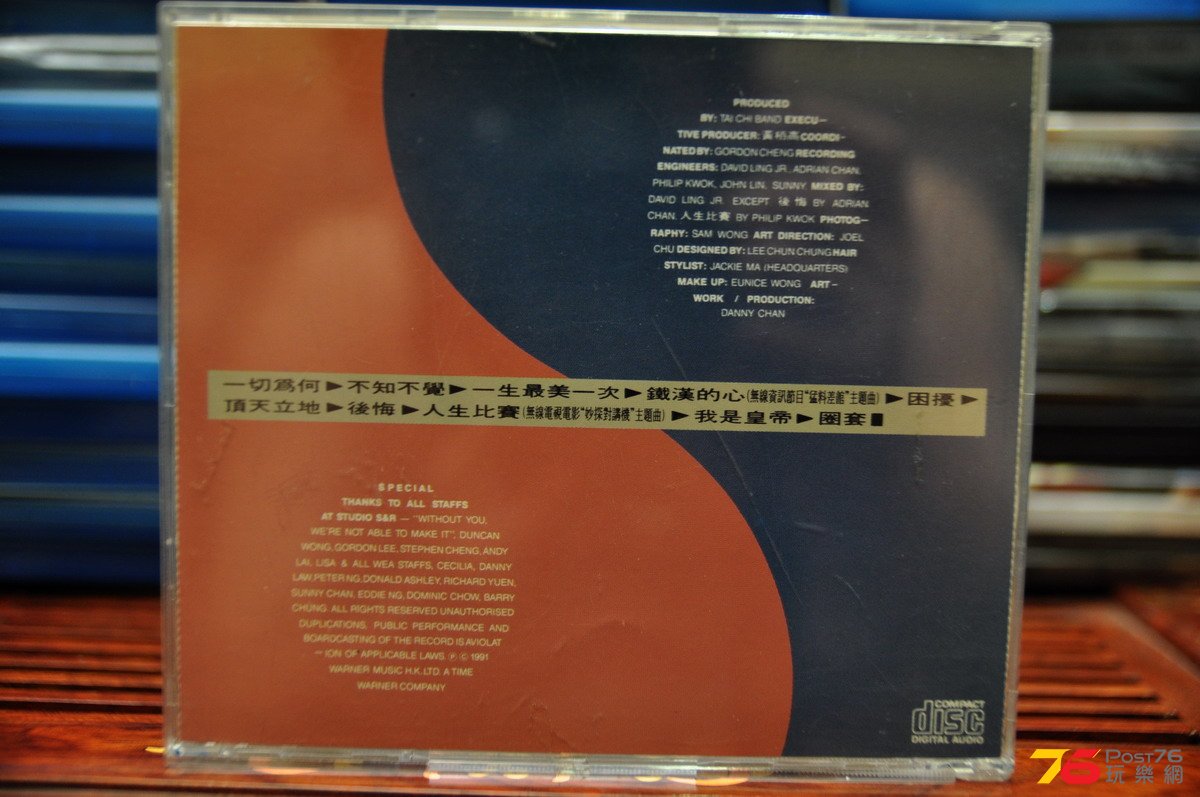 PRODUCED
BY: TAI CHI BAND EXECU-
TIVE PRODUCER: 黃栢高 COORDI-
NATED BY: GORDON CHENG RECORDING
ENGINEERS: DAVID LING JR. ADRIAN CHAN.
PHILIP KWOK. JOHN LIN. SUNNY MIXED BY:
DAVID LING JR. EXCEPT 後悔 BY ADRIAN
CHAN. 人生比賽 BY PHILIP KWOK PHOTOG-
RAPHY: SAM WONG ART DIRECTION: JOEL
CHU DESIGNED BY: LEE CHUN CHUNG HAIR
STYLIST: JACKIE MA (HEADQUARTERS)
MAKE UP: EUNICE WONG ART-
WORK / PRODUCTION:
DANNY CHAN
一切爲何▶不知不覺▶一生最美一次▶鐵漢的心(無線資訊節目"猛料差館"主題曲)▶困擾▶
頂天立地▶後悔▶人生比賽(無線電視電影"妙探對講機"主題曲)▶我是皇帝▶圈套■
SPECIAL
THANKS TO ALL STAFFS
AT STUDIO S&R — "WITHOUT YOU,
WE'RE NOT ABLE TO MAKE IT", DUNCAN
WONG, GORDON LEE, STEPHEN CHENG, ANDY
LAI, LISA & ALL WEA STAFFS, CECILIA, DANNY
LAW, PETER NG, DONALD ASHLEY, RICHARD YUEN,
SUNNY CHAN, EDDIE NG, DOMINIC CHOW, BARRY
CHUNG. ALL RIGHTS RESERVED UNAUTHORISED
DUPLICATIONS, PUBLIC PERFORMANCE AND
BOARDCASTING OF THE RECORD IS AVIOLAT
-ION OF APPLICABLE LAWS. ℗ © 1991
WARNER MUSIC H.K. LTD. A TIME
WARNER COMPANY
COMPACT
disc
DIGITAL AUDIO
76 POST76
玩樂網